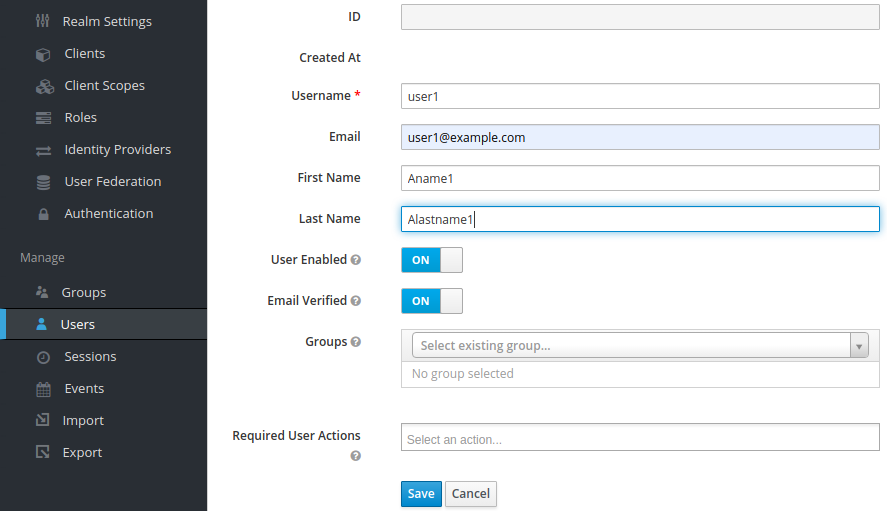 Realm Settings
Clients
Client Scopes
Roles
Identity Providers
User Federation
Authentication
Manage
Groups
Users
Sessions
Events
Import
Export
ID
Created At
Username * user1
Email user1@example.com
First Name Aname1
Last Name Alastname1
User Enabled ? ON
Email Verified ? ON
Groups ? Select existing group...
No group selected
Required User Actions Select an action...
?
Save Cancel